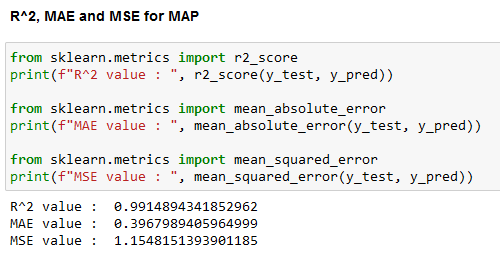 R^2, MAE and MSE for MAP
from sklearn.metrics import r2_score
print(f"R^2 value : ", r2_score(y_test, y_pred))
from sklearn.metrics import mean_absolute_error
print(f"MAE value : ", mean_absolute_error(y_test, y_pred))
from sklearn.metrics import mean_squared_error
print(f"MSE value : ", mean_squared_error(y_test, y_pred))
R^2 value :  0.9914894341852962
MAE value :  0.3967989405964999
MSE value :  1.1548151393901185